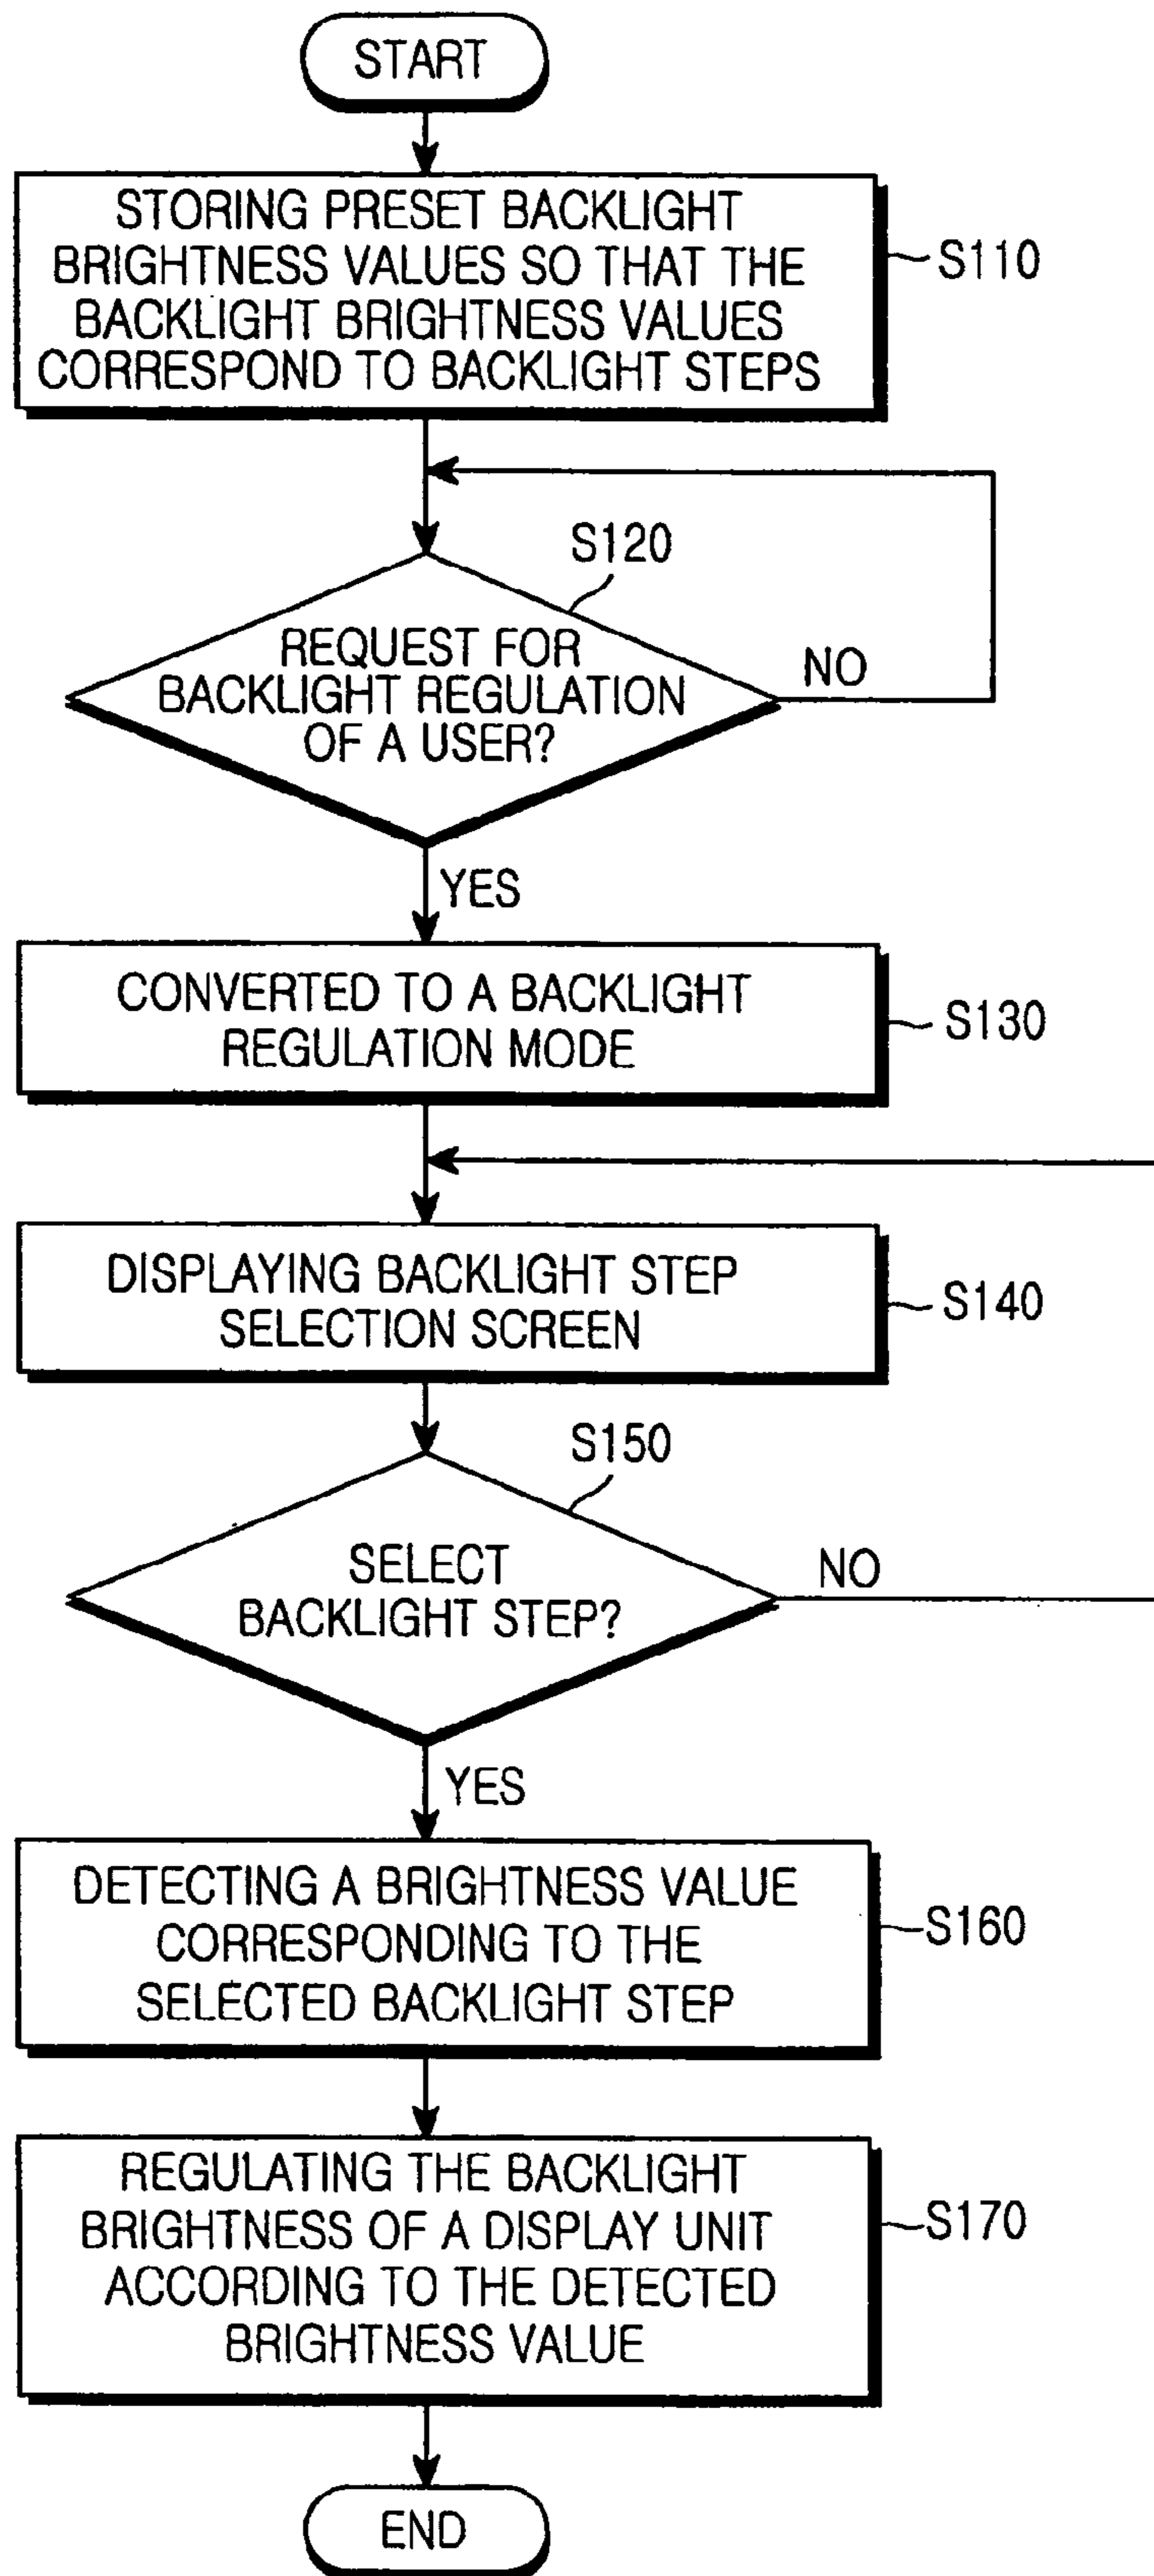 START
STORING PRESET BACKLIGHT
BRIGHTNESS VALUES SO THAT THE
BACKLIGHT BRIGHTNESS VALUES
CORRESPOND TO BACKLIGHT STEPS
S110
S120
REQUEST FOR
BACKLIGHT REGULATION
OF A USER?
NO
YES
CONVERTED TO A BACKLIGHT
REGULATION MODE
S130
DISPLAYING BACKLIGHT STEP
SELECTION SCREEN
S140
S150
SELECT
BACKLIGHT STEP?
NO
YES
DETECTING A BRIGHTNESS VALUE
CORRESPONDING TO THE
SELECTED BACKLIGHT STEP
S160
REGULATING THE BACKLIGHT
BRIGHTNESS OF A DISPLAY UNIT
ACCORDING TO THE DETECTED
BRIGHTNESS VALUE
S170
END